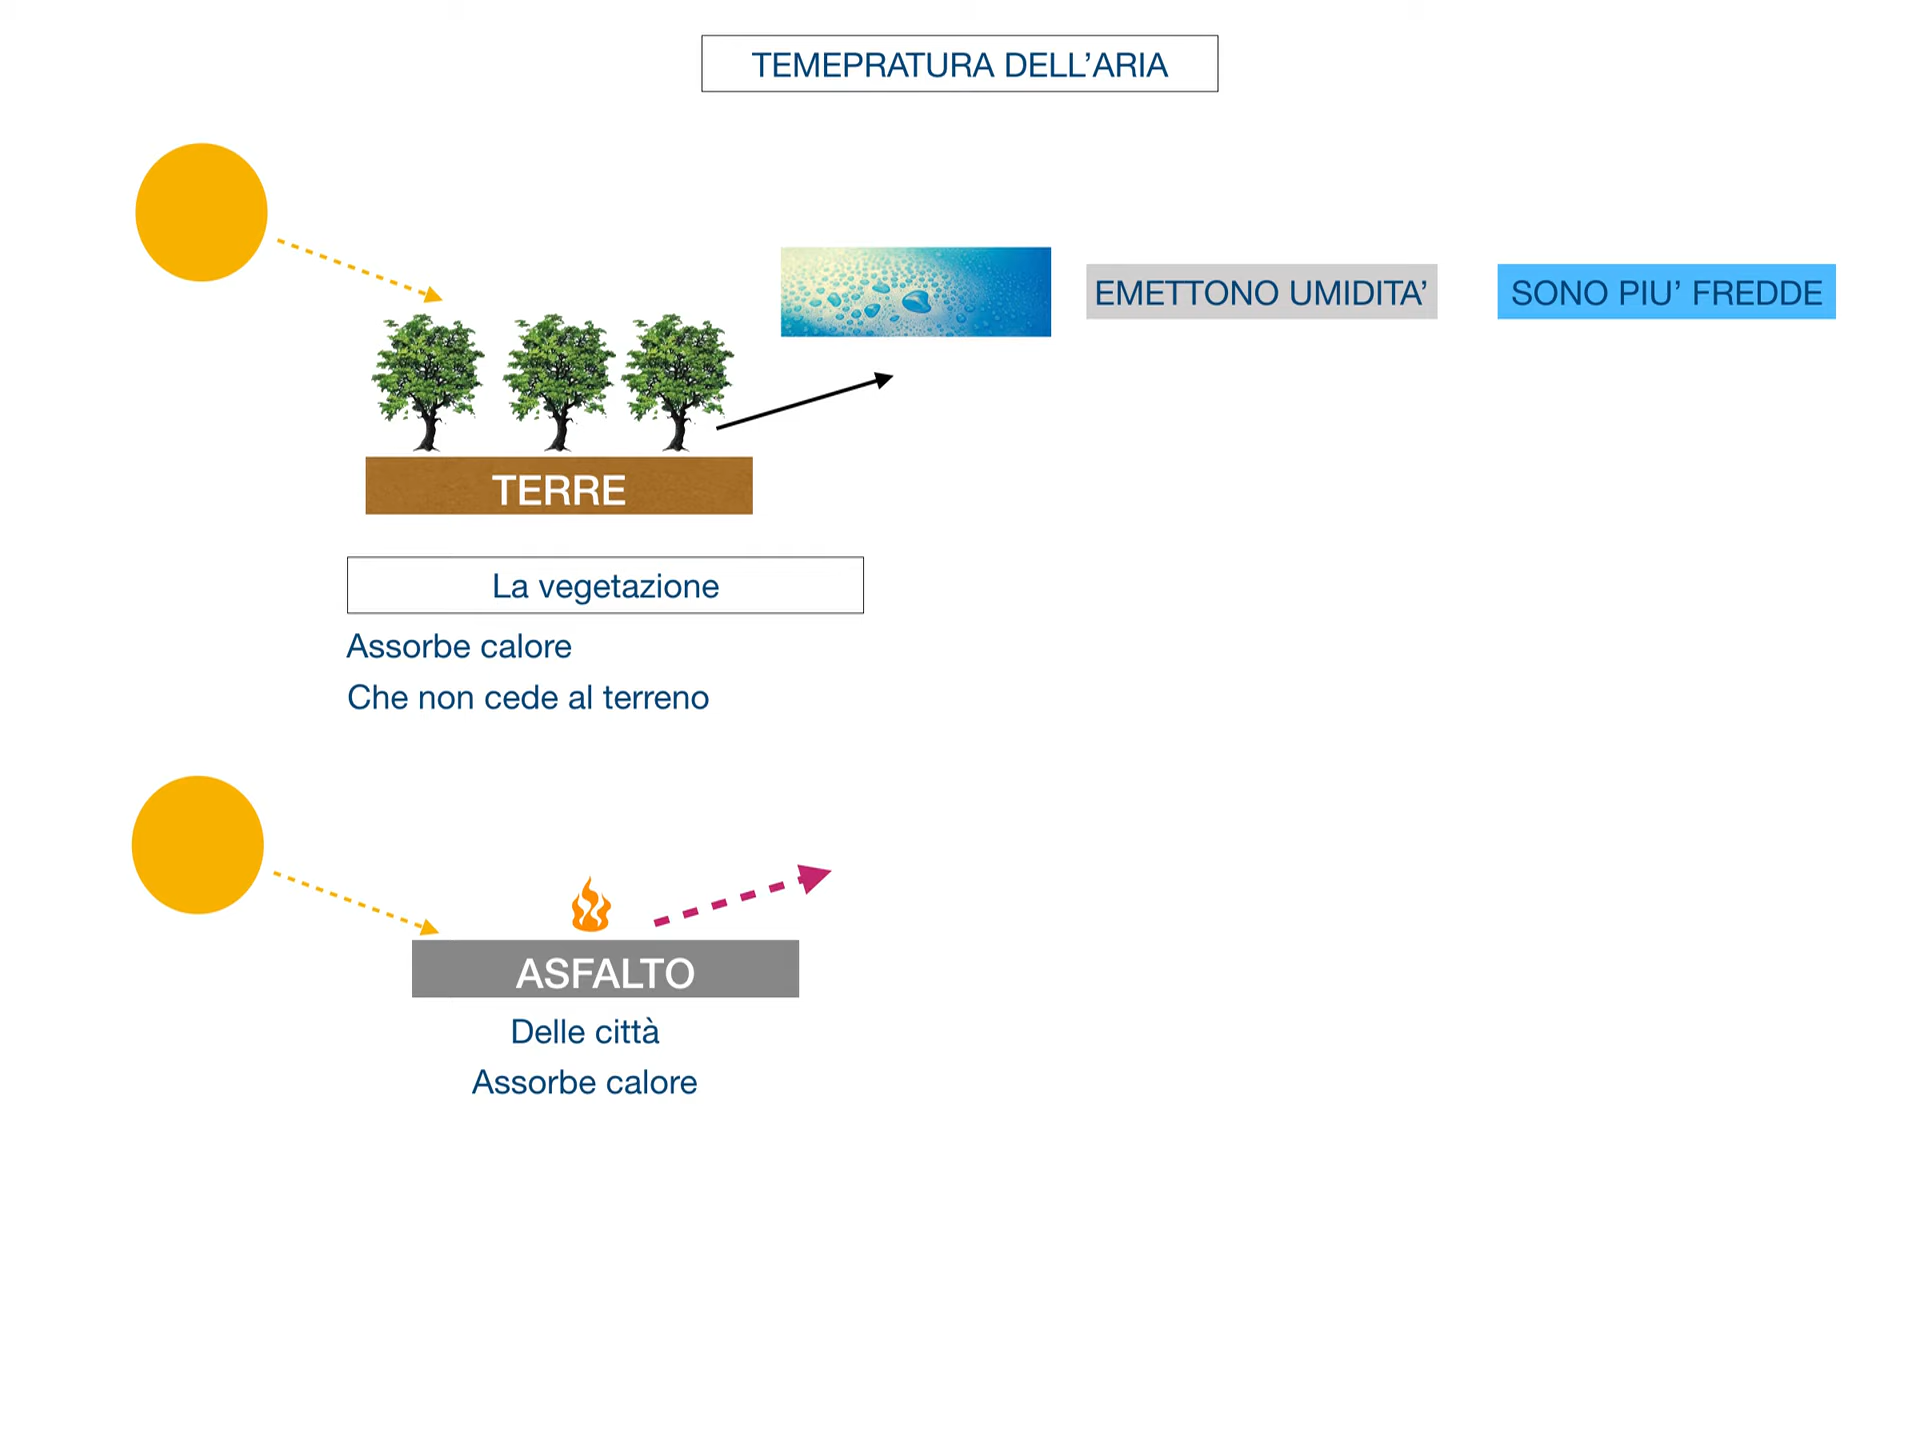 TEMEPRATURA DELL’ARIA
EMETTONO UMIDITA’
SONO PIU’ FREDDE
TERRE
La vegetazione
Assorbe calore
Che non cede al terreno
ASFALTO
Delle città
Assorbe calore